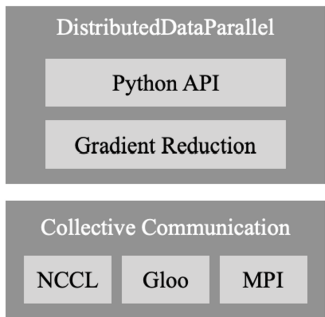 DistributedDataParallel
Python API
Gradient Reduction
Collective Communication
NCCL Gloo MPI